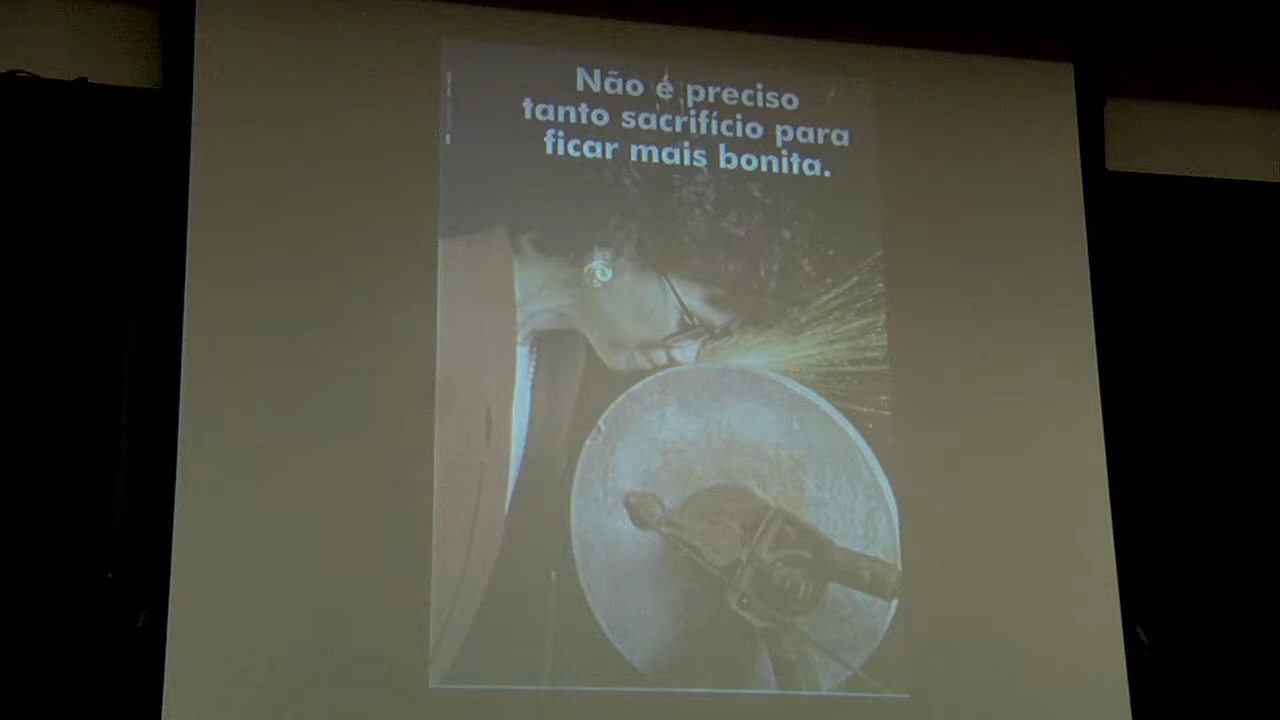 Não é preciso
tanto sacrifício para
ficar mais bonita.